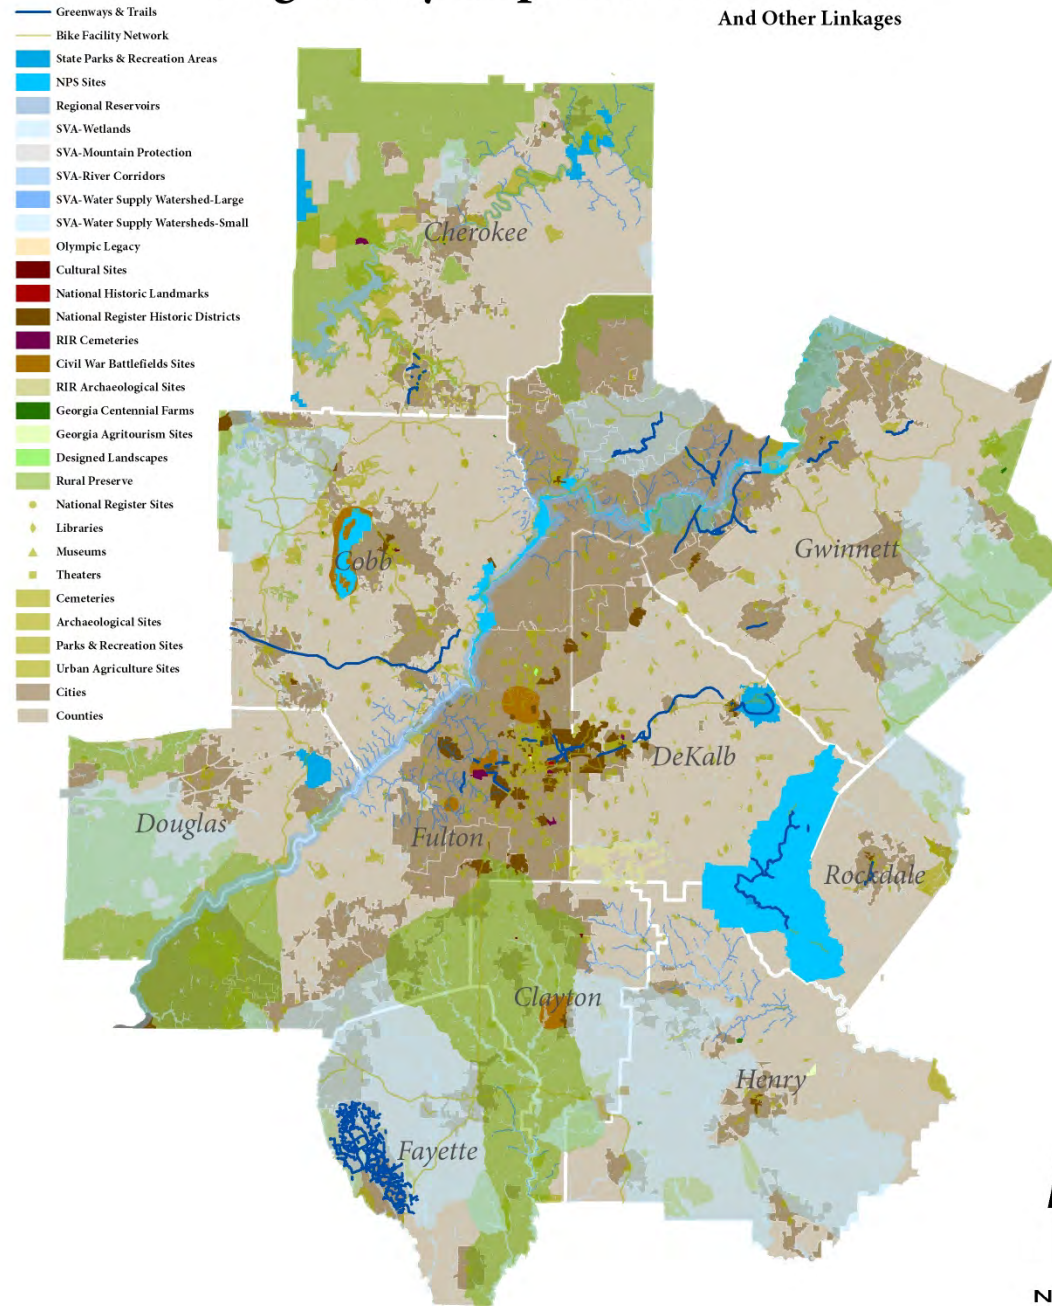 And Other Linkages
Greenways & Trails
Bike Facility Network
State Parks & Recreation Areas
NPS Sites
Regional Reservoirs
SVA-Wetlands
SVA-Mountain Protection
SVA-River Corridors
SVA-Water Supply Watershed-Large
SVA-Water Supply Watersheds-Small
Olympic Legacy
Cultural Sites
National Historic Landmarks
National Register Historic Districts
RIR Cemeteries
Civil War Battlefields Sites
RIR Archaeological Sites
Georgia Centennial Farms
Georgia Agritourism Sites
Designed Landscapes
Rural Preserve
National Register Sites
Libraries
Museums
Theaters
Cemeteries
Archaeological Sites
Parks & Recreation Sites
Urban Agriculture Sites
Cities
Counties
Cherokee
Gwinnett
Cobb
DeKalb
Douglas
Fulton
Rockdale
Clayton
Henry
Fayette